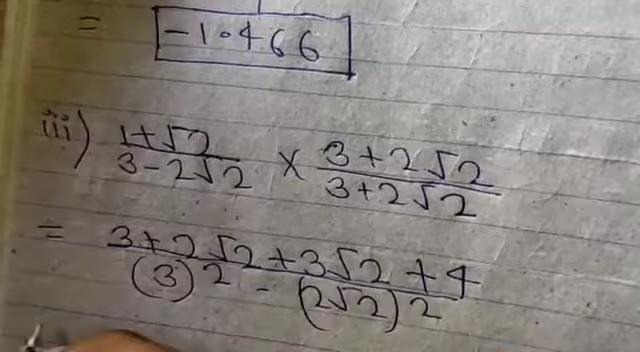 = -1.466
iii) 1+√2/3-2√2 × 3+2√2/3+2√2
= 3+2√2+3√2+4/(3)²-(2√2)²